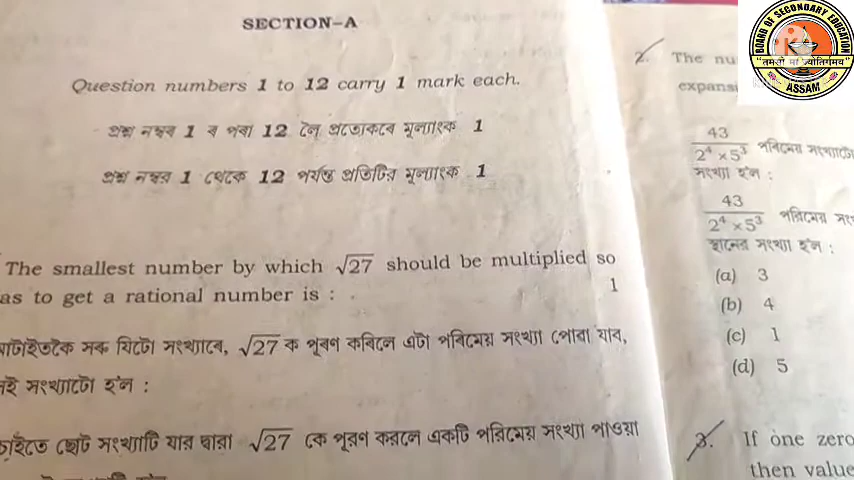 SECTION–A
Question numbers 1 to 12 carry 1 mark each.
প্ৰশ্ন নম্বৰ 1 ৰ পৰা 12 লৈ প্ৰত্যেকৰে মূল্যাংক 1
প্রশ্ন নম্বর 1 থেকে 12 পর্যন্ত প্রতিটির মূল্যাংক 1
The smallest number by which √27 should be multiplied so
as to get a rational number is : 1
সৰু যিটো সংখ্যাৰে, √27 ক পূৰণ কৰিলে এটা পৰিমেয় সংখ্যা পোৱা যাব,
সংখ্যাটো হ'ল :
ছোট সংখ্যাটি যার দ্বারা √27 কে পূরণ করলে একটি পরিমেয় সংখ্যা পাওয়া
2. The nu
expansi
43
2⁴ × 5³ পৰিমেয় সংখ্যাটো
সংখ্যা হ'ল :
43
2⁴ × 5³ পরিমেয় সং
স্থানের সংখ্যা হ'ল :
(a) 3
(b) 4
(c) 1
(d) 5
3. If one zero
then value
BOARD OF SECONDARY EDUCATION
तमसो मा ज्योतिर्गमय
ASSAM